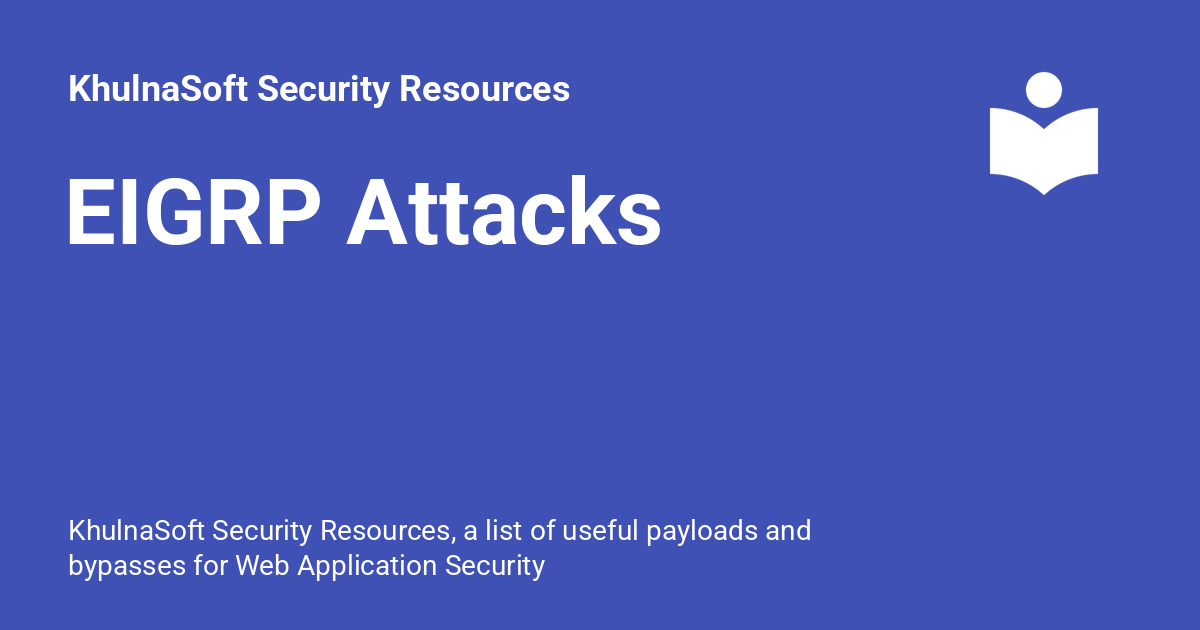 KhulnaSoft Security Resources
EIGRP Attacks
KhulnaSoft Security Resources, a list of useful payloads and
bypasses for Web Application Security